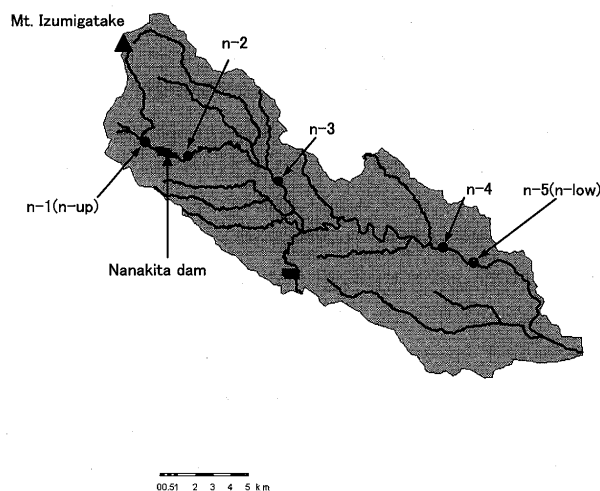 Mt. Izumigatake
n-2
n-3
n-1(n-up)
n-4
n-5(n-low)
Nanakita dam
00.51 2 3 4 5 km